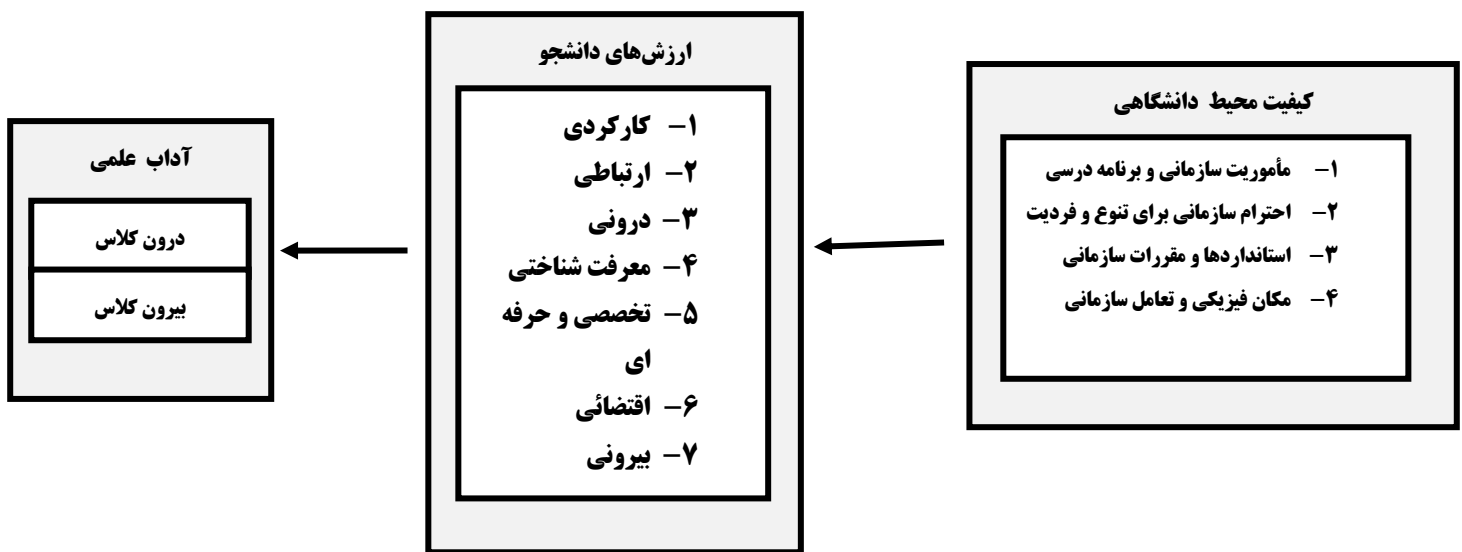 کیفیت محیط دانشگاهی
۱- مأموریت سازمانی و برنامه درسی
۲- احترام سازمانی برای تنوع و فردیت
۳- استانداردها و مقررات سازمانی
۴- مکان فیزیکی و تعامل سازمانی
ارزش‌های دانشجو
۱- کارکردی
۲- ارتباطی
۳- درونی
۴- معرفت شناختی
۵- تخصصی و حرفه
ای
۶- اقتضائی
۷- بیرونی
آداب علمی
درون کلاس
بیرون کلاس